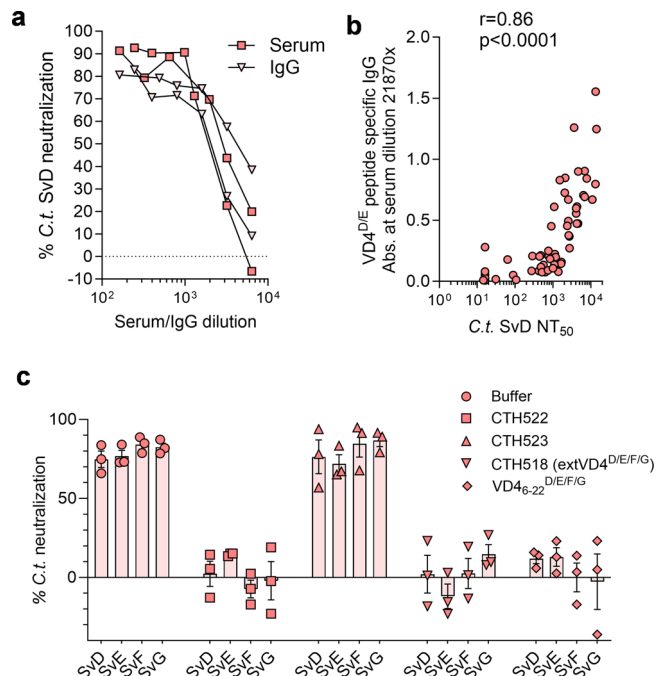 a
% C.t. SvD neutralization
100
90
80
70
60
50
40
30
20
10
0
-10
10²
10³
10⁴
Serum/IgG dilution
Serum
IgG
b
r=0.86
p<0.0001
VD4ᴰ/ᴱ peptide specific IgG
Abs. at serum dilution 21870x
2.0
1.5
1.0
0.5
0.0
10⁰
10¹
10²
10³
10⁴
C.t. SvD NT₅₀
c
% C.t. neutralization
100
50
0
SvD
SvE
SvF
SvG
SvD
SvE
SvF
SvG
SvD
SvE
SvF
SvG
SvD
SvE
SvF
SvG
SvD
SvE
SvF
SvG
Buffer
CTH522
CTH523
CTH518 (extVD4ᴰ/ᴱ/ꟳ/ᴳ)
VD4₆₋₂₂ᴰ/ᴱ/ꟳ/ᴳ